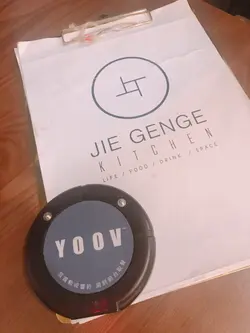 JIE GENGE
KITCHEN
LIFE / FOOD / DRINK / SPACE
YOOV